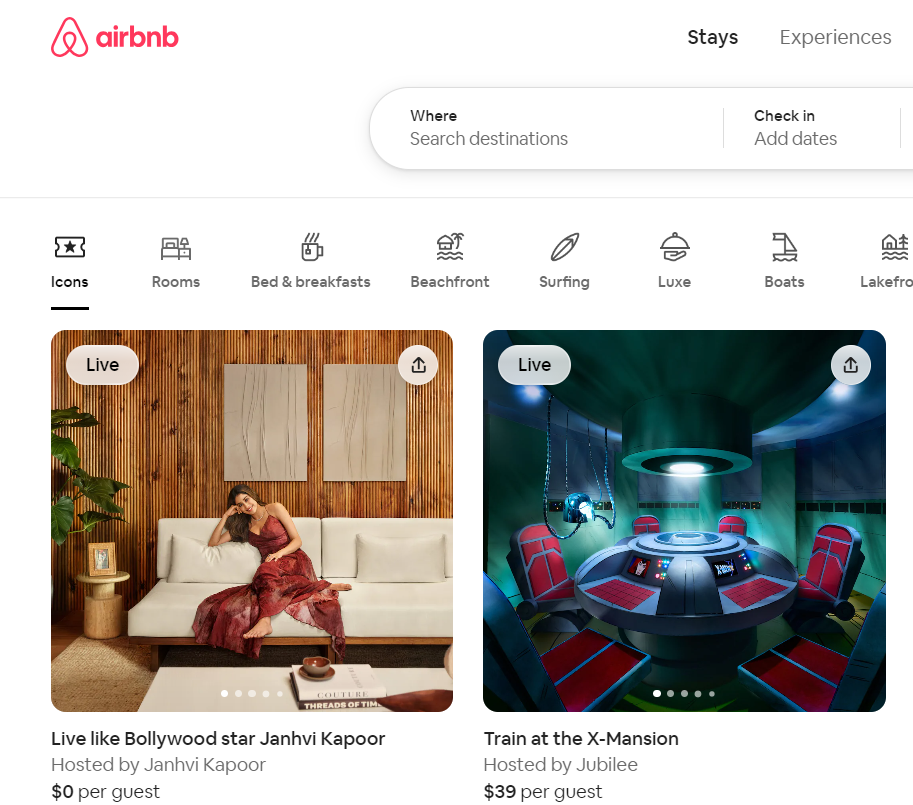 airbnb
Stays Experiences
Where
Search destinations
Check in
Add dates
Icons Rooms Bed & breakfasts Beachfront Surfing Luxe Boats Lakefro
Live
Live
COUTURE
THREADS OF TIM
Live like Bollywood star Janhvi Kapoor
Hosted by Janhvi Kapoor
$0 per guest
Train at the X-Mansion
Hosted by Jubilee
$39 per guest